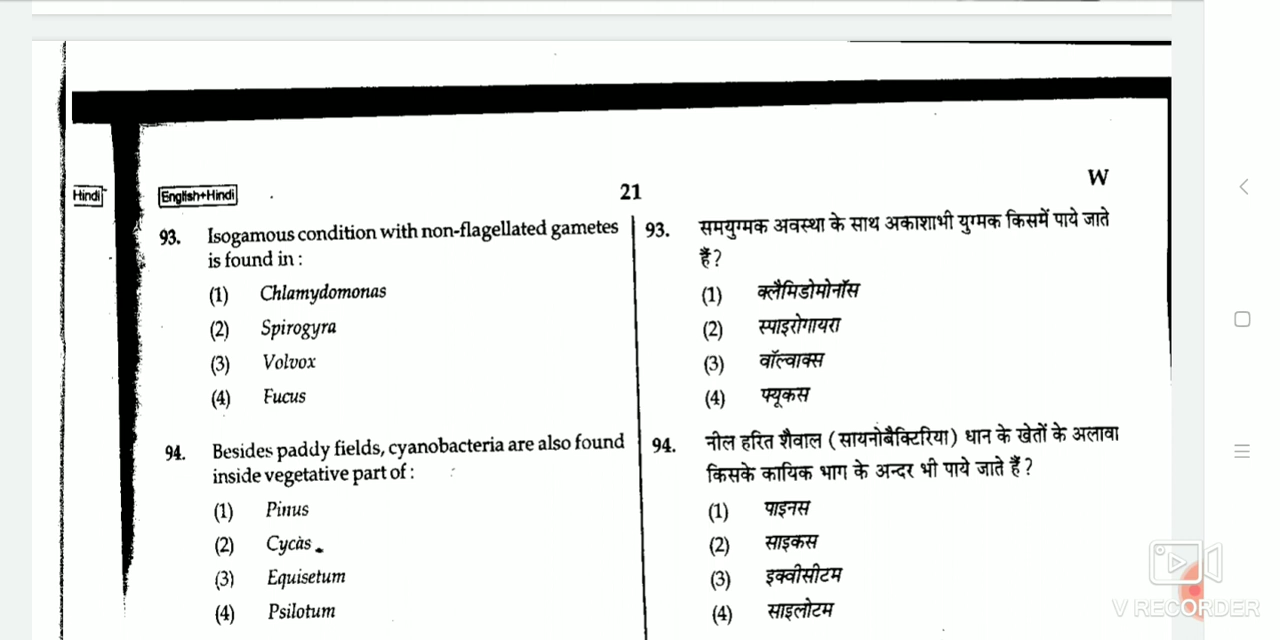 Hindi
English+Hindi
21
W
93. Isogamous condition with non-flagellated gametes
is found in :
(1) Chlamydomonas
(2) Spirogyra
(3) Volvox
(4) Fucus
94. Besides paddy fields, cyanobacteria are also found
inside vegetative part of :
(1) Pinus
(2) Cycas
(3) Equisetum
(4) Psilotum
93. समयुग्मक अवस्था के साथ अकाशाभी युग्मक किसमें पाये जाते
हैं ?
(1) क्लैमिडोमोनॉस
(2) स्पाइरोगायरा
(3) वॉल्वाक्स
(4) फ्यूकस
94. नील हरित शैवाल ( सायनोबैक्टिरिया ) धान के खेतों के अलावा
किसके कायिक भाग के अन्दर भी पाये जाते हैं ?
(1) पाइनस
(2) साइकस
(3) इक्वीसीटम
(4) साइलोटम
V RECORDER